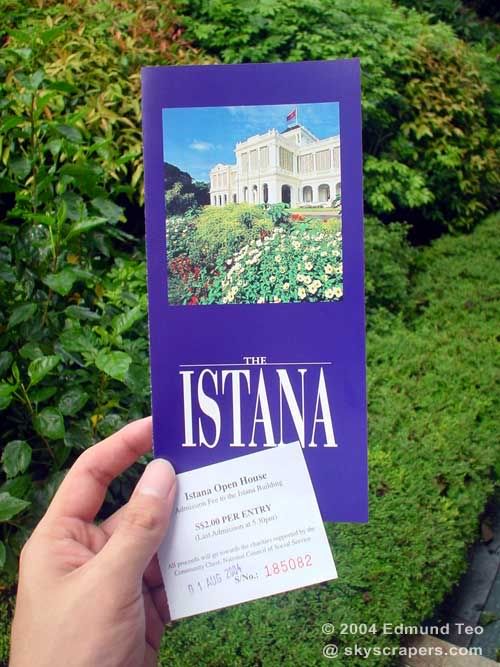 THE
ISTANA
Istana Open House
Admission Fee to the Istana Building
S$2.00 PER ENTRY
(Last Admission at 5.30pm)
All proceeds will go towards the charities supported by the
Community Chest, National Council of Social Service
01 AUG 2004 S/No.: 185082
© 2004 Edmund Teo
@ skyscrapers.com